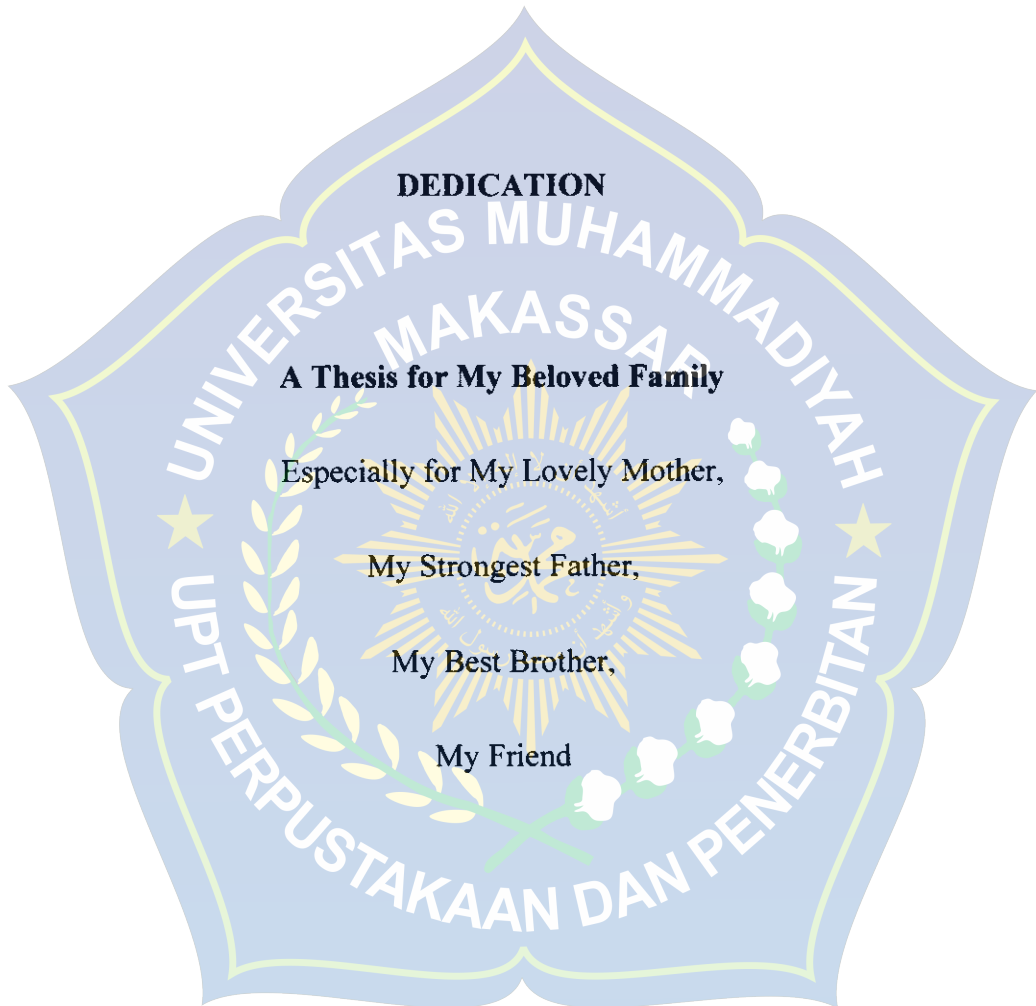 DEDICATION
UNIVERSITAS MUHAMMADIYAH
MAKASSAR
A Thesis for My Beloved Family
Especially for My Lovely Mother,
My Strongest Father,
My Best Brother,
My Friend
UPT PERPUSTAKAAN DAN PENERBITAN